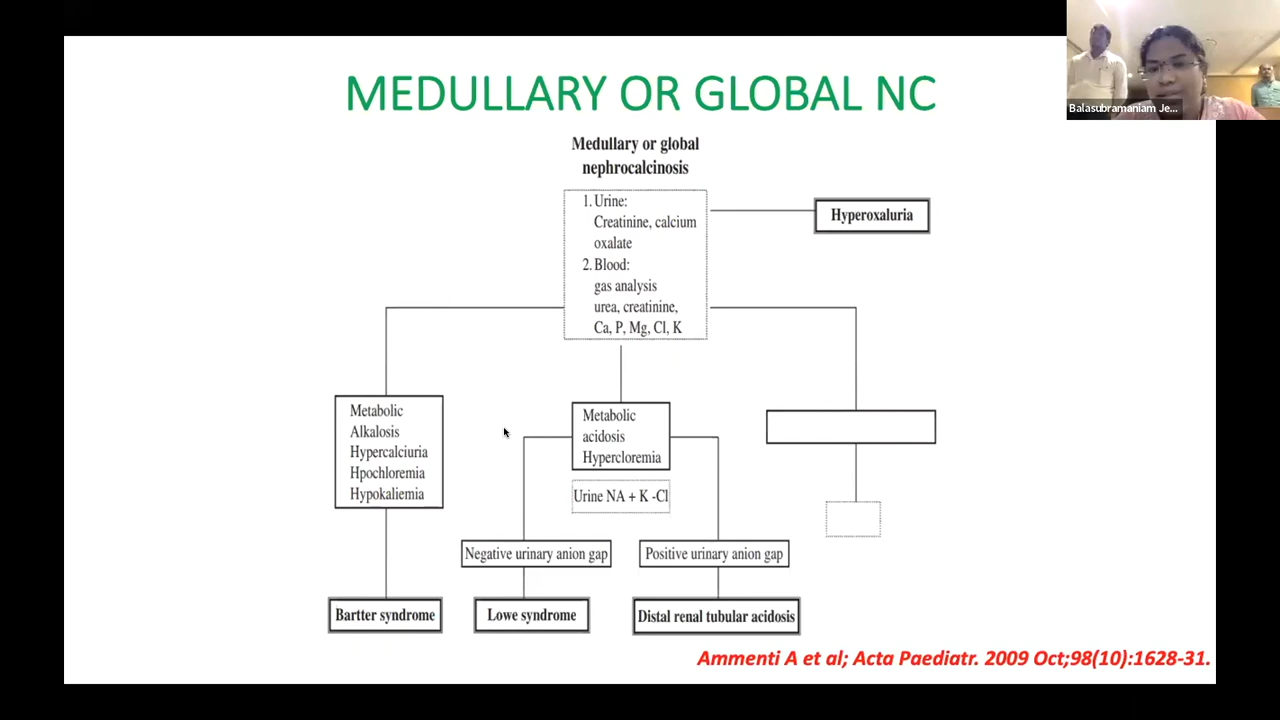 MEDULLARY OR GLOBAL NC
Balasubramaniam Je...
Medullary or global
nephrocalcinosis
1. Urine:
Creatinine, calcium
oxalate
2. Blood:
gas analysis
urea, creatinine,
Ca, P, Mg, Cl, K
Hyperoxaluria
Metabolic
Alkalosis
Hypercalciuria
Hpochloremia
Hypokaliemia
Metabolic
acidosis
Hypercloremia
Urine NA + K -Cl
Negative urinary anion gap
Positive urinary anion gap
Bartter syndrome
Lowe syndrome
Distal renal tubular acidosis
Ammenti A et al; Acta Paediatr. 2009 Oct;98(10):1628-31.